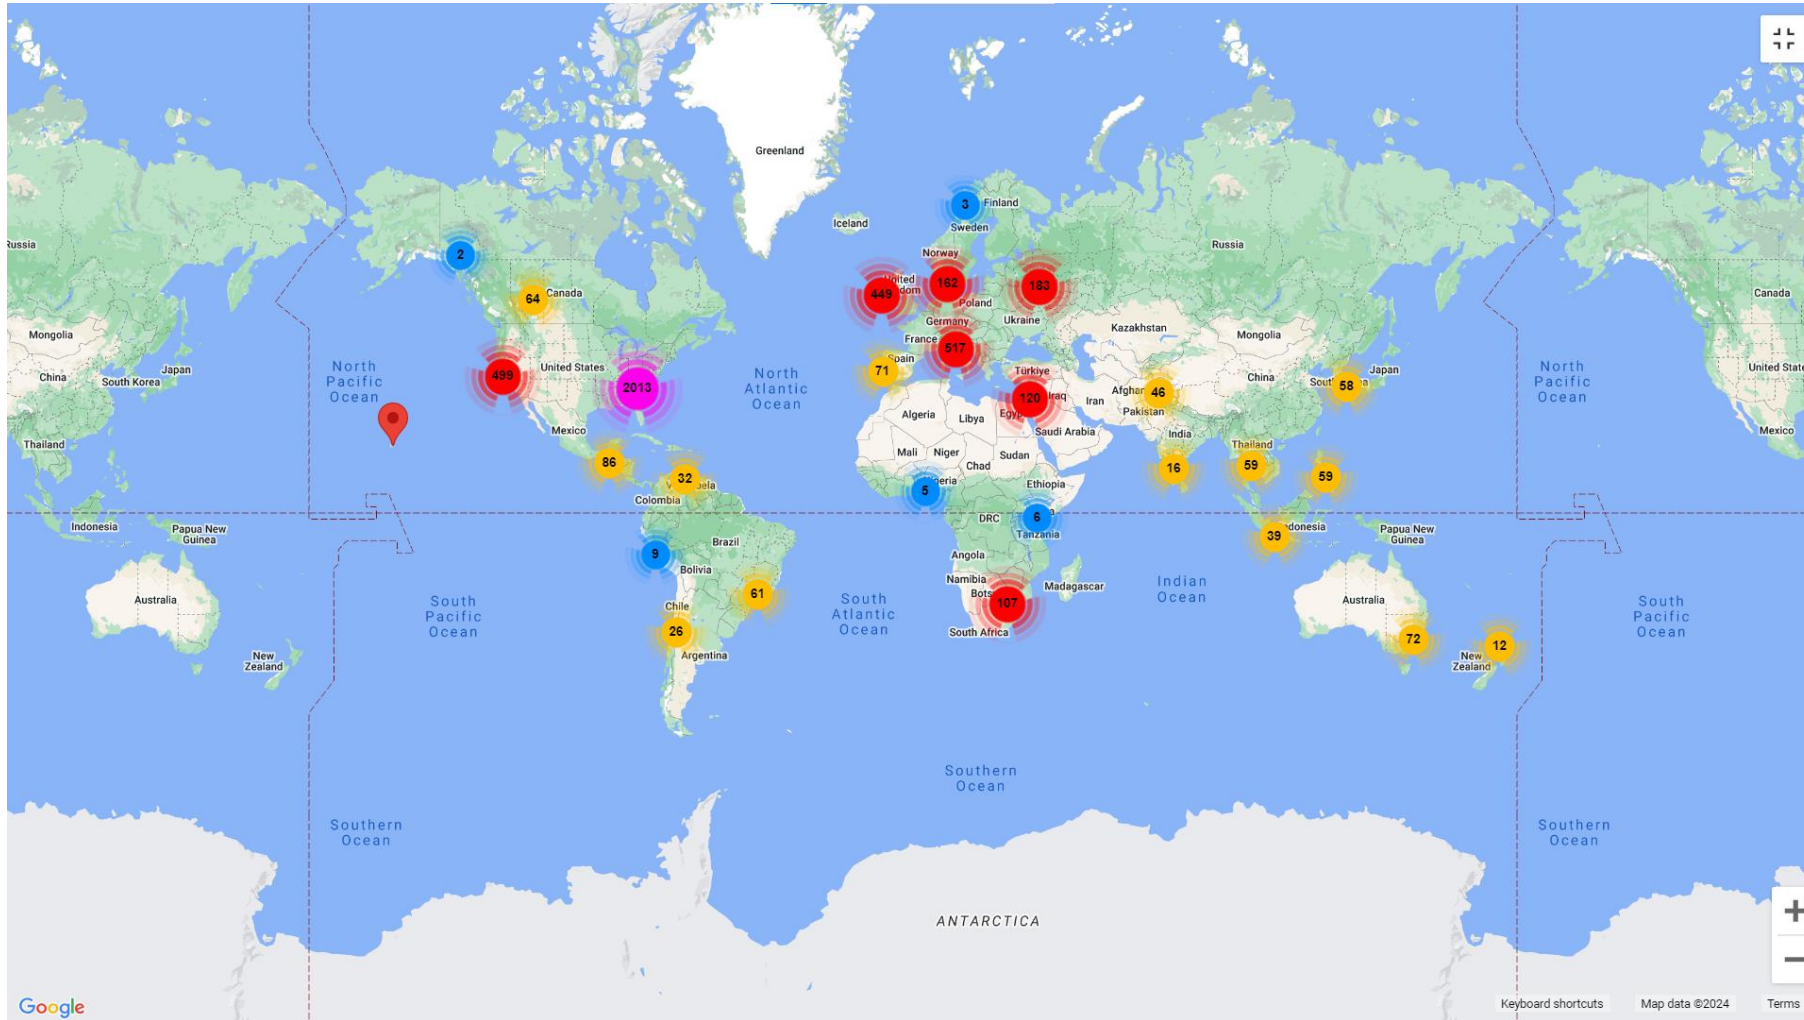 Greenland
Iceland
3
Finland
Sweden
Russia
Russia
Norway
2
64
Canada
449
162
183
Poland
Canada
Germany
Ukraine
Kazakhstan
Mongolia
Mongolia
France
517
United States
499
2013
71
Spain
Türkiye
120
Iran
46
Pakistan
China
58
Japan
China
South Korea
Japan
North
Pacific
Ocean
North
Atlantic
Ocean
North
Pacific
Ocean
Mexico
Mexico
Algeria
Libya
Saudi Arabia
India
Thailand
Thailand
Mali
Niger
Chad
Sudan
Ethiopia
86
32
Colombia
5
16
59
59
Indonesia
Papua New
Guinea
DRC
6
Tanzania
39
Papua New
Guinea
Brazil
9
Bolivia
Angola
Namibia
Madagascar
61
107
Chile
26
Argentina
South Africa
Indian
Ocean
Australia
Australia
South
Pacific
Ocean
South
Atlantic
Ocean
South
Pacific
Ocean
72
12
New
Zealand
New
Zealand
Southern
Ocean
Southern
Ocean
Southern
Ocean
ANTARCTICA
Google
Keyboard shortcuts
Map data ©2024
Terms